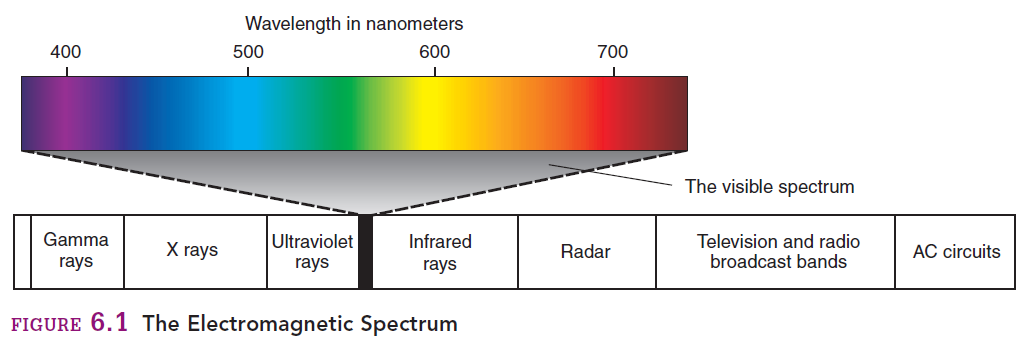 Wavelength in nanometers
400 500 600 700
The visible spectrum
Gamma rays
X rays
Ultraviolet rays
Infrared rays
Radar
Television and radio broadcast bands
AC circuits
FIGURE 6.1 The Electromagnetic Spectrum